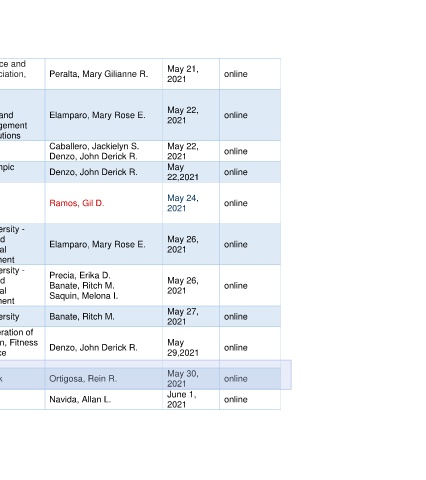 ce and
ciation,
Peralta, Mary Gilianne R.
May 21,
2021
online
and
gement
utions
Elamparo, Mary Rose E.
May 22,
2021
online
Caballero, Jackielyn S.
Denzo, John Derick R.
May 22,
2021
online
mpic
Denzo, John Derick R.
May
22,2021
online
Ramos, Gil D.
May 24,
2021
online
ersity -
d
al
ment
Elamparo, Mary Rose E.
May 26,
2021
online
ersity -
d
al
ment
Precia, Erika D.
Banate, Ritch M.
Saquin, Melona I.
May 26,
2021
online
ersity
Banate, Ritch M.
May 27,
2021
online
eration of
n, Fitness
ce
Denzo, John Derick R.
May
29,2021
online
k
Ortigosa, Rein R.
May 30,
2021
online
Navida, Allan L.
June 1,
2021
online